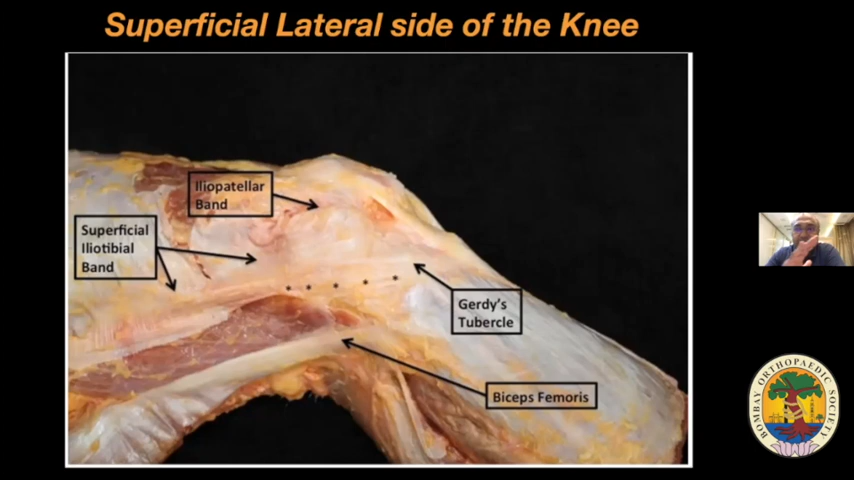 Superficial Lateral side of the Knee
Iliopatellar
Band
Superficial
Iliotibial
Band
Gerdy's
Tubercle
Biceps Femoris
BOMBAY ORTHOPAEDIC SOCIETY